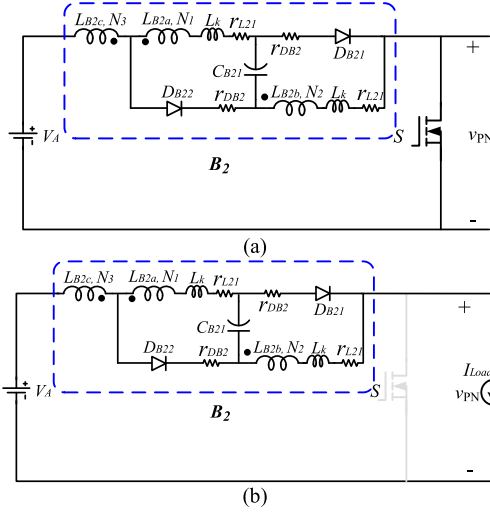 LB2c, N3
LB2a, N1
Lk
rL21
rDB2
DB21
CB21
DB22
rDB2
LB2b, N2
Lk
rL21
VA
B2
S
+
vPN
-
(a)
LB2c, N3
LB2a, N1
Lk
rL21
rDB2
DB21
CB21
DB22
rDB2
LB2b, N2
Lk
rL21
VA
B2
S
+
ILoad
vPN
-
(b)